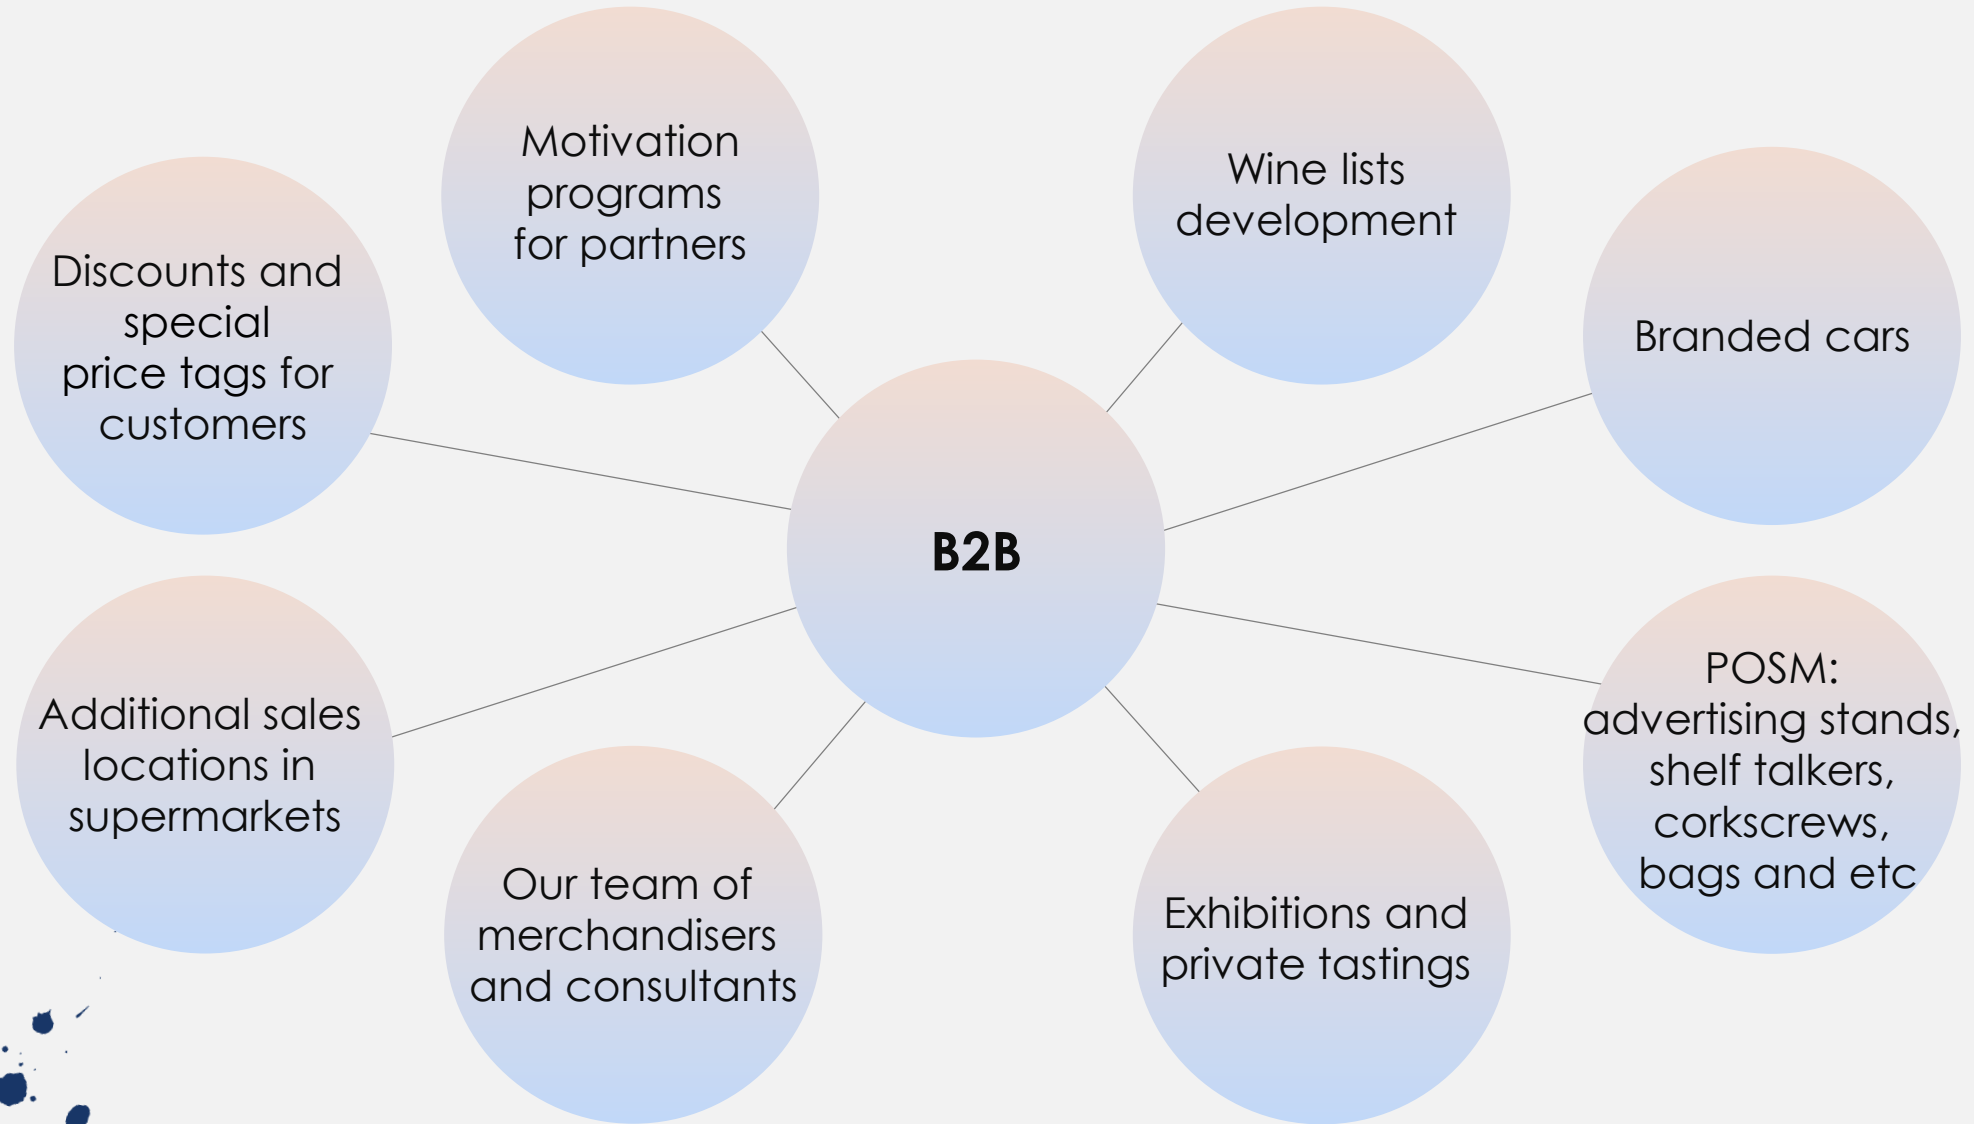 Motivation
programs
for partners
Wine lists
development
Discounts and
special
price tags for
customers
Branded cars
B2B
Additional sales
locations in
supermarkets
POSM:
advertising stands,
shelf talkers,
corkscrews,
bags and etc
Our team of
merchandisers
and consultants
Exhibitions and
private tastings